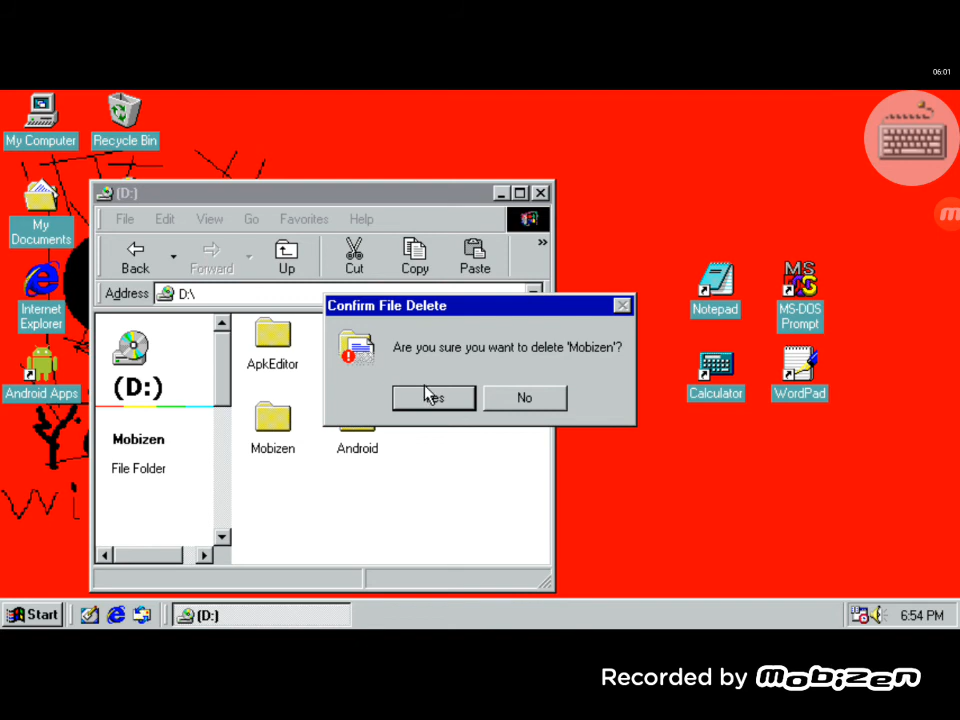 06:01
My Computer
Recycle Bin
(D:)
File Edit View Go Favorites Help
My
Documents
Back Forward Up Cut Copy Paste »
Address D:\
Internet
Explorer
Confirm File Delete
Are you sure you want to delete 'Mobizen'?
No
(D:)
ApkEditor
Android Apps
Mobizen
File Folder
Mobizen
Android
Notepad
MS-DOS
Prompt
Calculator
WordPad
Start
(D:)
6:54 PM
Recorded by mobizen